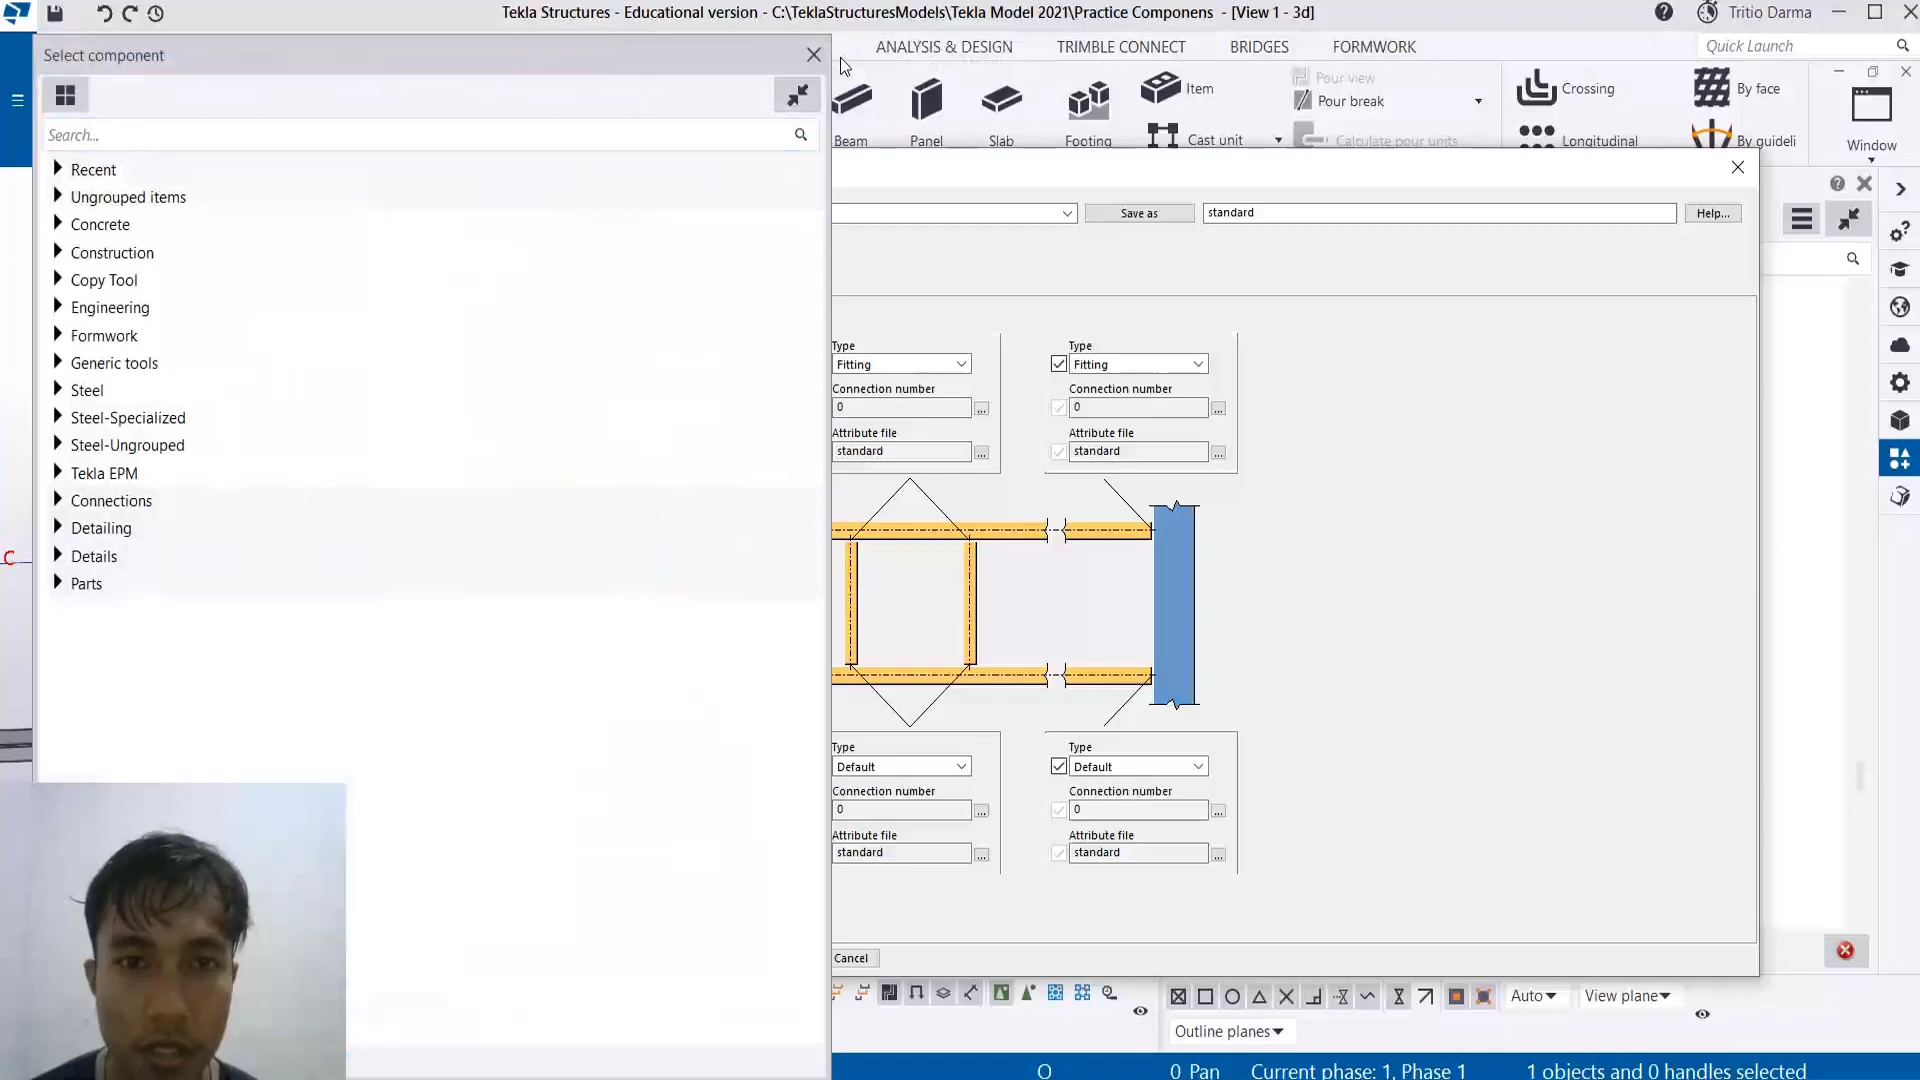 Tekla Structures - Educational version - C:\TeklaStructuresModels\Tekla Model 2021\Practice Componens - [View 1 - 3d]
Tritio Darma
Select component
ANALYSIS & DESIGN
TRIMBLE CONNECT
BRIDGES
FORMWORK
Quick Launch
Search...
Beam
Panel
Slab
Footing
Item
Cast unit
Pour view
Pour break
Calculate pour units
Crossing
Longitudinal
By face
By guideli
Window
Recent
Ungrouped items
Concrete
Construction
Copy Tool
Engineering
Formwork
Generic tools
Steel
Steel-Specialized
Steel-Ungrouped
Tekla EPM
Connections
Detailing
Details
Parts
Save as
standard
Help...
Type
Fitting
Connection number
0
...
Attribute file
standard
...
Type
Fitting
Connection number
0
...
Attribute file
standard
...
C
Type
Default
Connection number
0
...
Attribute file
standard
...
Type
Default
Connection number
0
...
Attribute file
standard
...
Cancel
Auto
View plane
Outline planes
O
0 Pan
Current phase: 1, Phase 1
1 objects and 0 handles selected